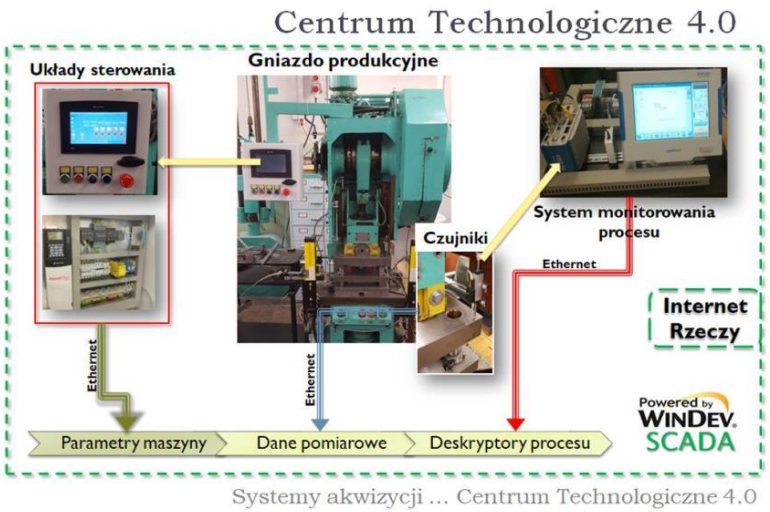 Centrum Technologiczne 4.0
Układy sterowania
Gniazdo produkcyjne
Czujniki
System monitorowania
procesu
Ethernet
Internet
Rzeczy
Ethernet
Ethernet
Powered by
WINDEV.
SCADA
Parametry maszyny
Dane pomiarowe
Deskryptory procesu
Systemy akwizycji ... Centrum Technologiczne 4.0